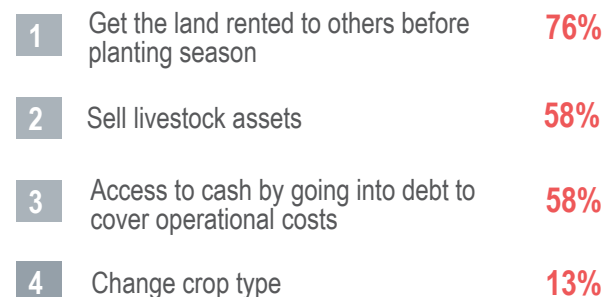 1 Get the land rented to others before 76%
planting season
2 Sell livestock assets 58%
3 Access to cash by going into debt to 58%
cover operational costs
4 Change crop type 13%